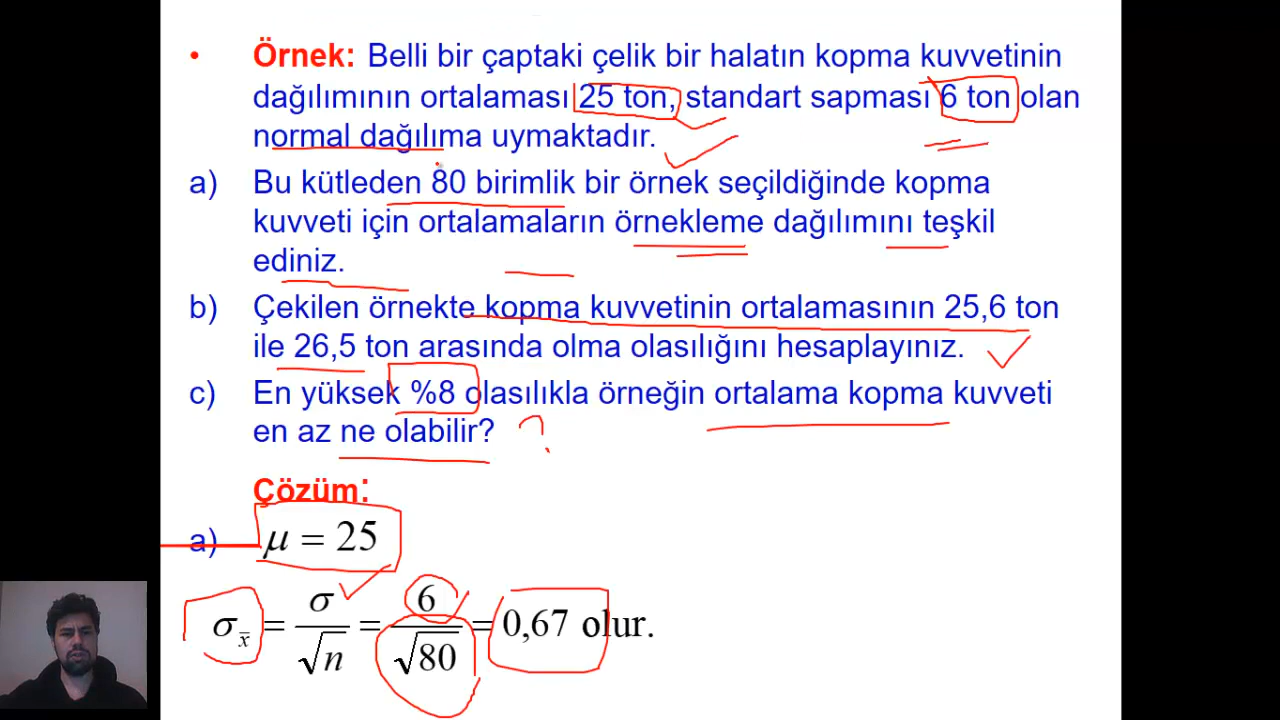 • Örnek: Belli bir çaptaki çelik bir halatın kopma kuvvetinin
dağılımının ortalaması 25 ton, standart sapması 6 ton olan
normal dağılıma uymaktadır.
a) Bu kütleden 80 birimlik bir örnek seçildiğinde kopma
kuvveti için ortalamaların örnekleme dağılımını teşkil
ediniz.
b) Çekilen örnekte kopma kuvvetinin ortalamasının 25,6 ton
ile 26,5 ton arasında olma olasılığını hesaplayınız.
c) En yüksek %8 olasılıkla örneğin ortalama kopma kuvveti
en az ne olabilir? ?
Çözüm:
a) μ = 25
σx̄ = σ/√n = 6/√80 = 0,67 olur.